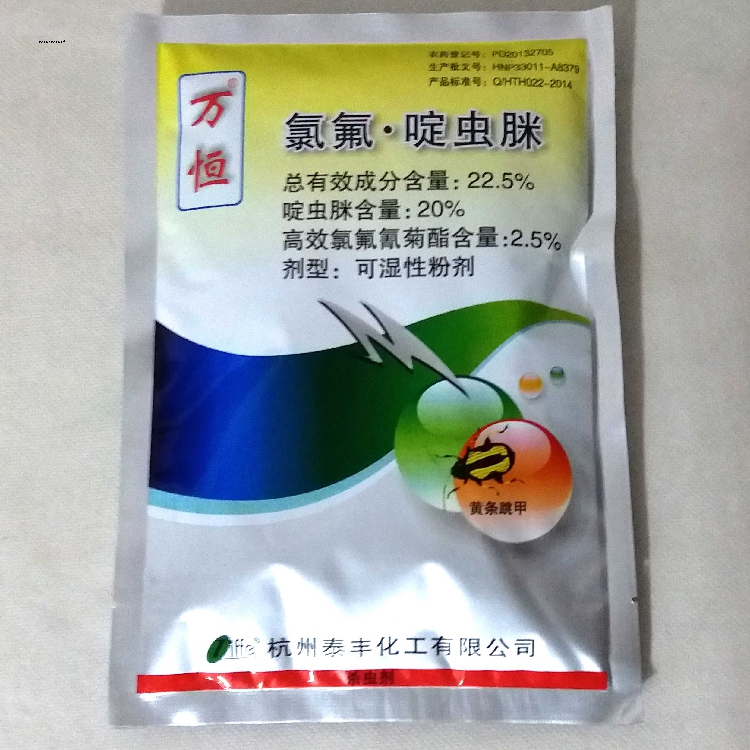 农药登记号：PD20132705
生产批文号：HNP33011-A8379
产品标准号：Q/HTH022-2014
万恒®
氯氟·啶虫脒
总有效成分含量：22.5%
啶虫脒含量：20%
高效氯氟氰菊酯含量：2.5%
剂型：可湿性粉剂
黄条跳甲
杭州泰丰化工有限公司
杀虫剂